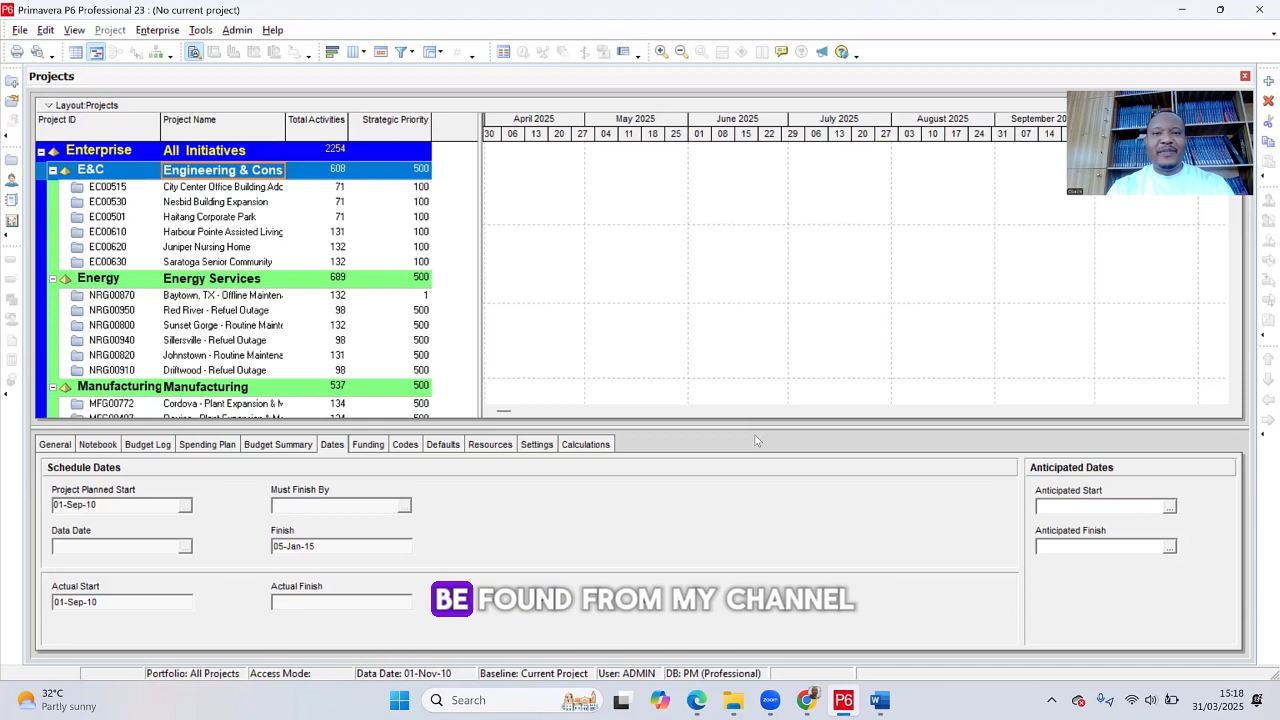 Primavera P6 Professional 23 : (No current project)
File Edit View Project Enterprise Tools Admin Help
Projects
Layout:Projects
Project ID Project Name Total Activities Strategic Priority
April 2025 May 2025 June 2025 July 2025 August 2025 September 20
30 06 13 20 27 04 11 18 25 01 08 15 22 29 06 13 20 27 03 10 17 24 31 07 14
Enterprise All Initiatives 2254
E&C Engineering & Cons 608 500
EC00515 City Center Office Building Adc 71 100
EC00530 Nesbid Building Expansion 71 100
EC00501 Haitang Corporate Park 71 100
EC00610 Harbour Pointe Assisted Living 131 100
EC00620 Juniper Nursing Home 132 100
EC00630 Saratoga Senior Community 132 100
Energy Energy Services 689 500
NRG00870 Baytown, TX - Offline Mainten- 132 1
NRG00950 Red River - Refuel Outage 98 500
NRG00800 Sunset Gorge - Routine Mainte 132 500
NRG00940 Sillersville - Refuel Outage 98 500
NRG00820 Johnstown - Routine Maintena 131 500
NRG00910 Driftwood - Refuel Outage 98 500
Manufacturing Manufacturing 537 500
MFG00772 Cordova - Plant Expansion & M 134 500
General Notebook Budget Log Spending Plan Budget Summary Dates Funding Codes Defaults Resources Settings Calculations
Schedule Dates Anticipated Dates
Project Planned Start Must Finish By Anticipated Start
01-Sep-10
Data Date Finish Anticipated Finish
05-Jan-15
Actual Start Actual Finish
01-Sep-10
BE FOUND FROM MY CHANNEL
Portfolio: All Projects Access Mode: Data Date: 01-Nov-10 Baseline: Current Project User: ADMIN DB: PM (Professional)
32°C
Partly sunny
Search
zoom
P6
15:18
31/03/2025